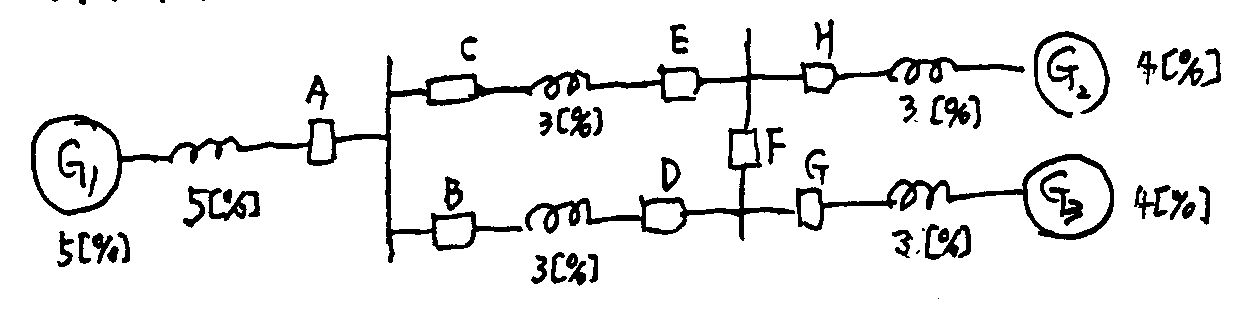 C E H G₂ 4[%]
A 3[%] 3.[%]
G₁ F
5[%] B D G G₃ 4[%]
5[%] 3[%] 3.[%]